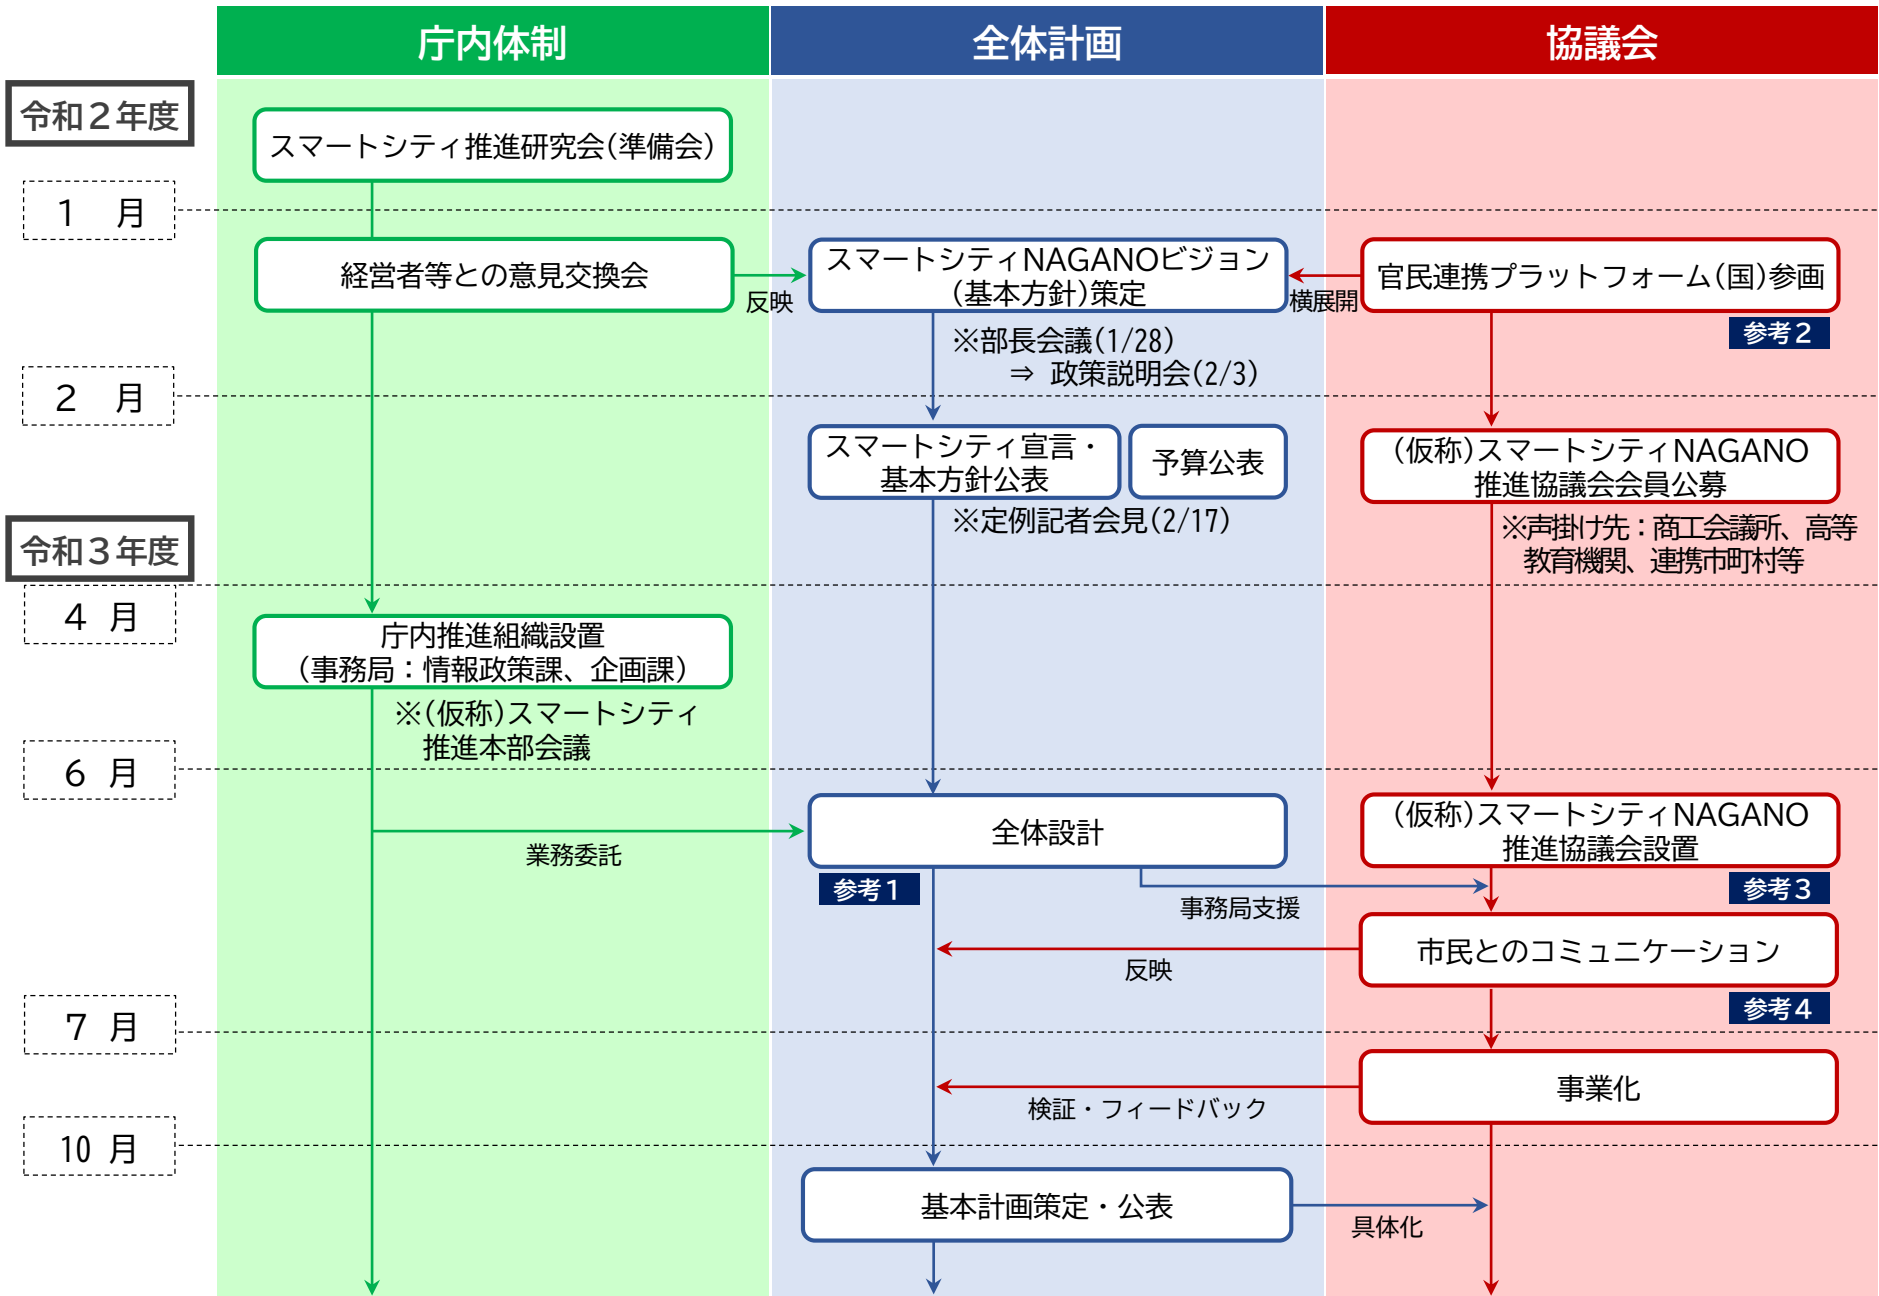 庁内体制
全体計画
協議会
令和2年度
スマートシティ推進研究会(準備会)
1 月
経営者等との意見交換会
反映
スマートシティNAGANOビジョン
(基本方針)策定
横展開
官民連携プラットフォーム(国)参画
参考2
※部長会議(1/28)
⇒ 政策説明会(2/3)
2 月
スマートシティ宣言・
基本方針公表
予算公表
(仮称)スマートシティNAGANO
推進協議会会員公募
※定例記者会見(2/17)
※声掛け先：商工会議所、高等
教育機関、連携市町村等
令和3年度
4 月
庁内推進組織設置
(事務局：情報政策課、企画課)
※(仮称)スマートシティ
推進本部会議
6 月
業務委託
全体設計
(仮称)スマートシティNAGANO
推進協議会設置
参考1
参考3
事務局支援
市民とのコミュニケーション
反映
参考4
7 月
事業化
検証・フィードバック
10 月
基本計画策定・公表
具体化